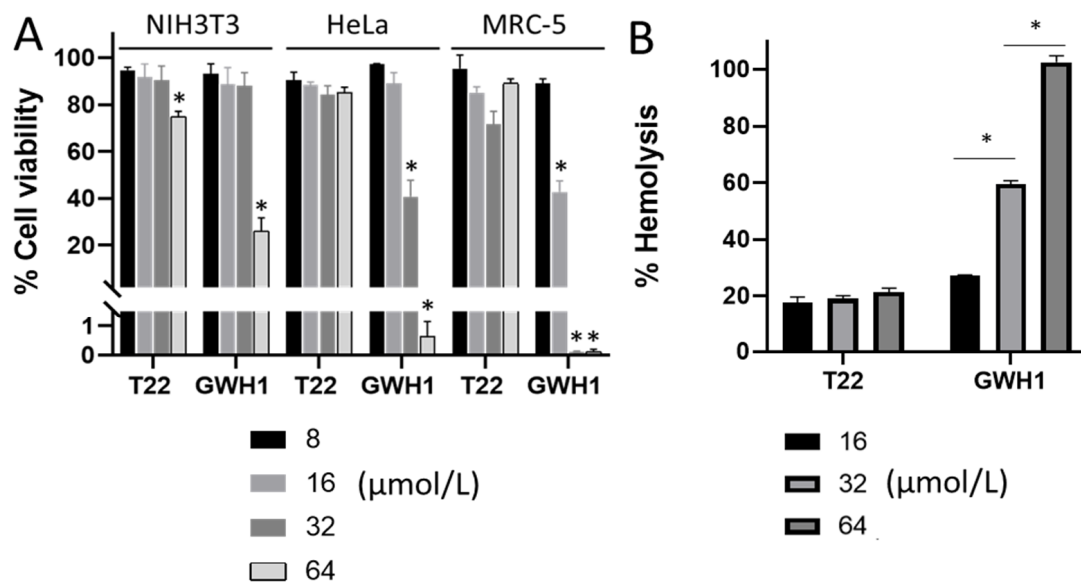 A
NIH3T3 HeLa MRC-5
% Cell viability
100
80
60
40
20
1
0
* * * * * * *
T22 GWH1 T22 GWH1 T22 GWH1
8
16 (μmol/L)
32
64
B
% Hemolysis
100
80
60
40
20
0
*
*
T22 GWH1
16
32 (μmol/L)
64